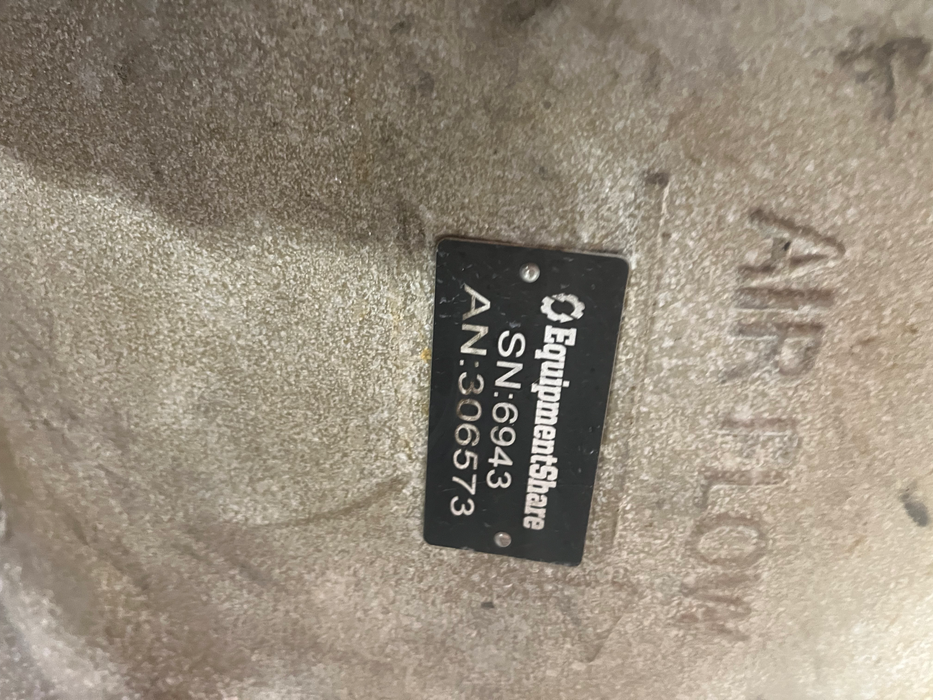 AIR FLOW
EquipmentShare
SN:6943
AN:306573